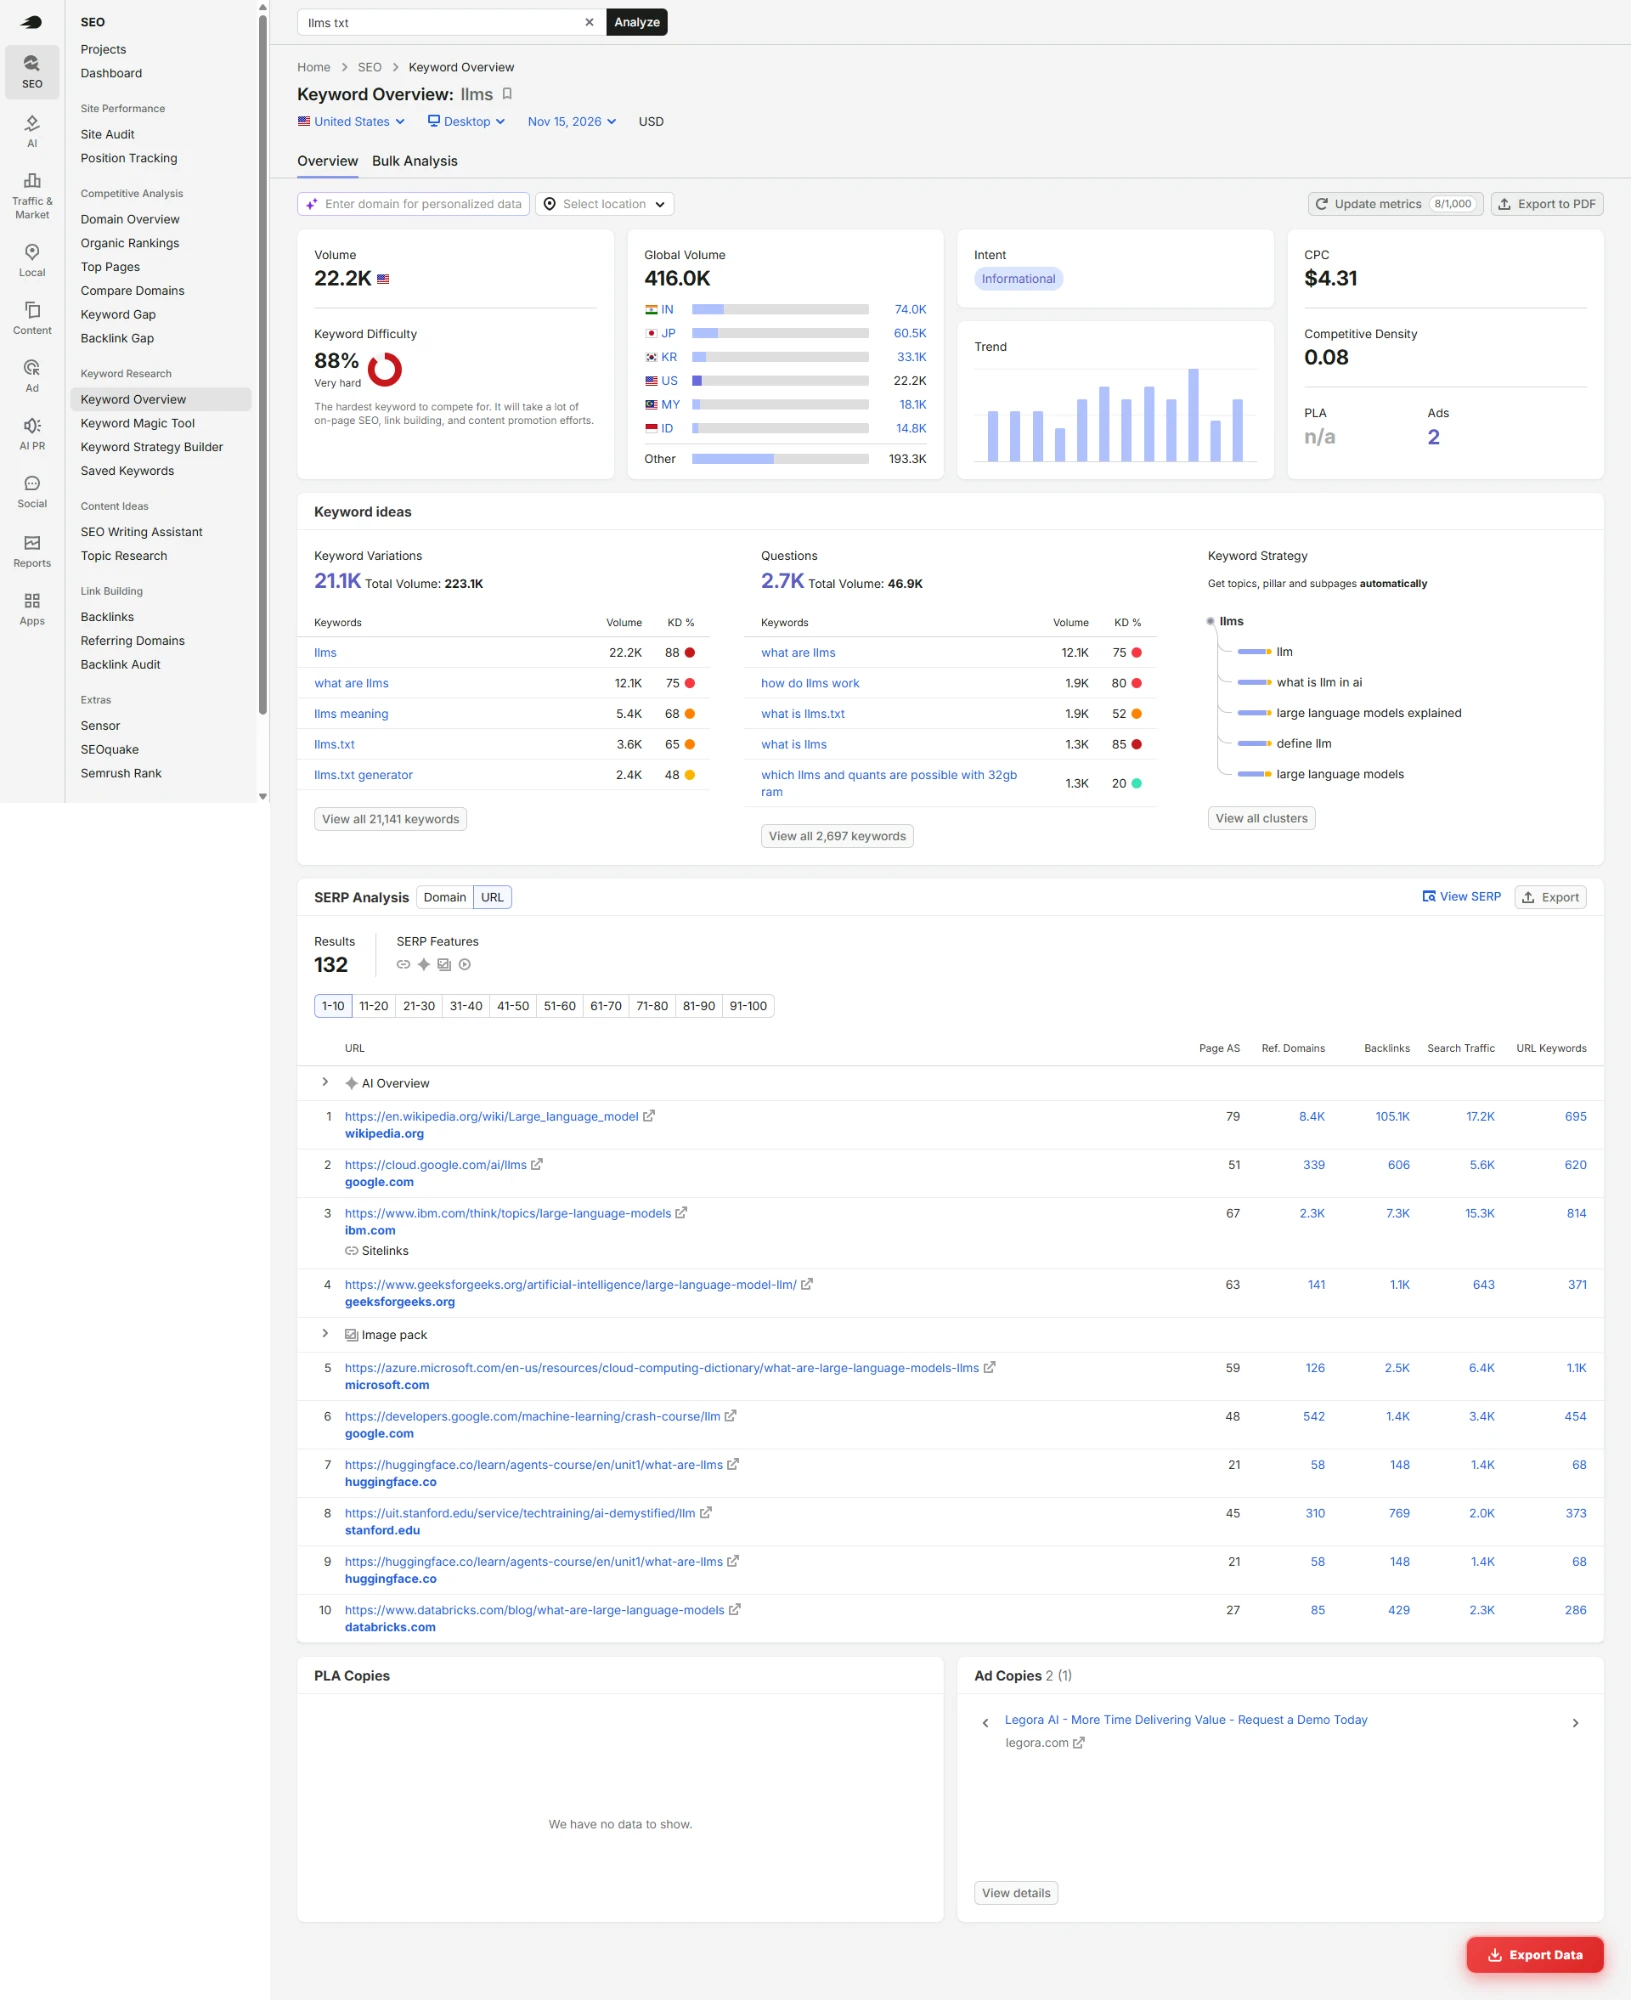 SEO
AI
Traffic &
Market
Local
Content
Ad
AI PR
Social
Reports
Apps
SEO
Projects
Dashboard
Site Performance
Site Audit
Position Tracking
Competitive Analysis
Domain Overview
Organic Rankings
Top Pages
Compare Domains
Keyword Gap
Backlink Gap
Keyword Research
Keyword Overview
Keyword Magic Tool
Keyword Strategy Builder
Saved Keywords
Content Ideas
SEO Writing Assistant
Topic Research
Link Building
Backlinks
Referring Domains
Backlink Audit
Extras
Sensor
SEOquake
Semrush Rank
llms txt
Analyze
Home SEO Keyword Overview
Keyword Overview: llms
United States Desktop Nov 15, 2026 USD
Overview Bulk Analysis
Enter domain for personalized data Select location Update metrics 8/1,000 Export to PDF
Volume
22.2K
Keyword Difficulty
88%
Very hard
The hardest keyword to compete for. It will take a lot of
on-page SEO, link building, and content promotion efforts.
Global Volume
416.0K
IN 74.0K
JP 60.5K
KR 33.1K
US 22.2K
MY 18.1K
ID 14.8K
Other 193.3K
Intent
Informational
Trend
CPC
$4.31
Competitive Density
0.08
PLA Ads
n/a 2
Keyword ideas
Keyword Variations
21.1K Total Volume: 223.1K
Keywords Volume KD %
llms 22.2K 88
what are llms 12.1K 75
llms meaning 5.4K 68
llms.txt 3.6K 65
llms.txt generator 2.4K 48
View all 21,141 keywords
Questions
2.7K Total Volume: 46.9K
Keywords Volume KD %
what are llms 12.1K 75
how do llms work 1.9K 80
what is llms.txt 1.9K 52
what is llms 1.3K 85
which llms and quants are possible with 32gb
ram 1.3K 20
View all 2,697 keywords
Keyword Strategy
Get topics, pillar and subpages automatically
llms
llm
what is llm in ai
large language models explained
define llm
large language models
View all clusters
SERP Analysis Domain URL View SERP Export
Results SERP Features
132
1-10 11-20 21-30 31-40 41-50 51-60 61-70 71-80 81-90 91-100
URL Page AS Ref. Domains Backlinks Search Traffic URL Keywords
AI Overview
1 https://en.wikipedia.org/wiki/Large_language_model 79 8.4K 105.1K 17.2K 695
wikipedia.org
2 https://cloud.google.com/ai/llms 51 339 606 5.6K 620
google.com
3 https://www.ibm.com/think/topics/large-language-models 67 2.3K 7.3K 15.3K 814
ibm.com
Sitelinks
4 https://www.geeksforgeeks.org/artificial-intelligence/large-language-model-llm/ 63 141 1.1K 643 371
geeksforgeeks.org
Image pack
5 https://azure.microsoft.com/en-us/resources/cloud-computing-dictionary/what-are-large-language-models-llms 59 126 2.5K 6.4K 1.1K
microsoft.com
6 https://developers.google.com/machine-learning/crash-course/llm 48 542 1.4K 3.4K 454
google.com
7 https://huggingface.co/learn/agents-course/en/unit1/what-are-llms 21 58 148 1.4K 68
huggingface.co
8 https://uit.stanford.edu/service/techtraining/ai-demystified/llm 45 310 769 2.0K 373
stanford.edu
9 https://huggingface.co/learn/agents-course/en/unit1/what-are-llms 21 58 148 1.4K 68
huggingface.co
10 https://www.databricks.com/blog/what-are-large-language-models 27 85 429 2.3K 286
databricks.com
PLA Copies
We have no data to show.
Ad Copies 2 (1)
Legora AI - More Time Delivering Value - Request a Demo Today
legora.com
View details
Export Data